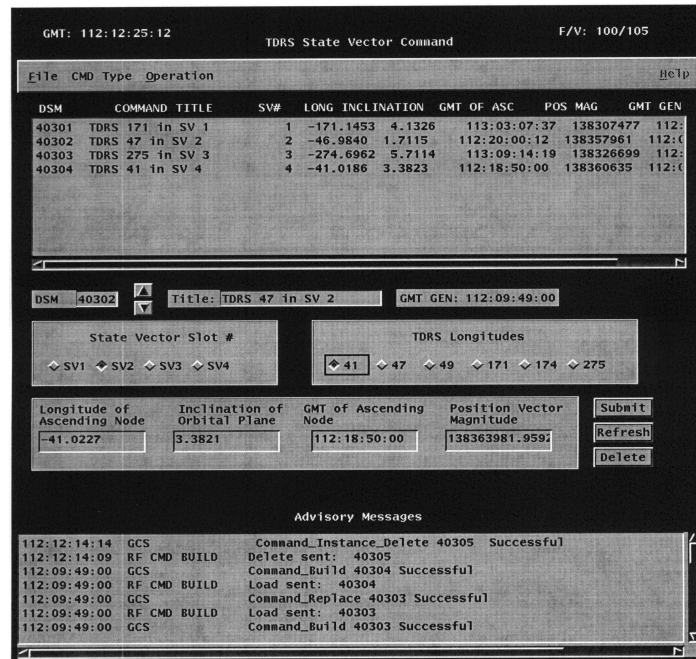 GMT: 112:12:25:12 TDRS State Vector Command F/V: 100/105
File CMD Type Operation Help
DSM COMMAND TITLE SV# LONG INCLINATION GMT OF ASC POS MAG GMT GEN
40301 TDRS 171 in SV 1 1 -171.1453 4.1326 113:03:07:37 138307477 112:
40302 TDRS 47 in SV 2 2 -46.9840 1.7115 112:20:00:12 138357961 112:0
40303 TDRS 275 in SV 3 3 -274.6962 5.7114 113:09:14:19 138326699 112:
40304 TDRS 41 in SV 4 4 -41.0186 3.3823 112:18:50:00 138360635 112:0
DSM 40302 Title: TDRS 47 in SV 2 GMT GEN: 112:09:49:00
State Vector Slot # TDRS Longitudes
SV1 SV2 SV3 SV4 41 47 49 171 174 275
Longitude of Inclination of GMT of Ascending Position Vector Submit
Ascending Node Orbital Plane Node Magnitude
-41.0227 3.3821 112:18:50:00 138363981.9592 Refresh
Delete
Advisory Messages
112:12:14:14 GCS Command_Instance_Delete 40305 Successful
112:12:14:09 RF CMD BUILD Delete sent: 40305
112:09:49:00 GCS Command_Build 40304 Successful
112:09:49:00 RF CMD BUILD Load sent: 40304
112:09:49:00 GCS Command_Replace 40303 Successful
112:09:49:00 RF CMD BUILD Load sent: 40303
112:09:49:00 GCS Command_Build 40303 Successful